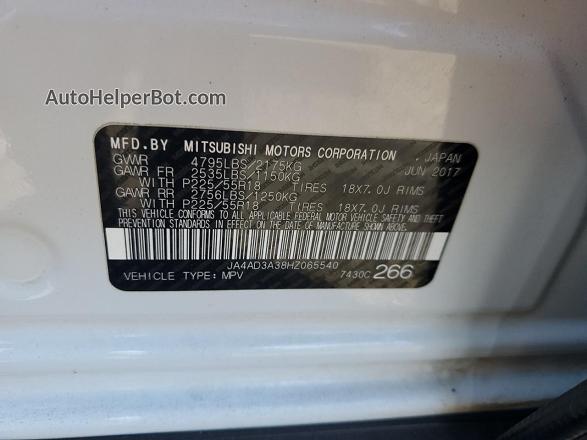 AutoHelperBot.com
MFD.BY MITSUBISHI MOTORS CORPORATION . JAPAN
GVWR 4795LBS/2175KG JUN 2017
GAWR FR 2535LBS/1150KG
WITH P225/55R18 TIRES 18X7.0J RIMS
GAWR RR 2756LBS/1250KG
WITH P225/55R18 TIRES 18X7.0J RIMS
THIS VEHICLE CONFORMS TO ALL APPLICABLE FEDERAL MOTOR VEHICLE SAFETY AND THEFT
PREVENTION STANDARDS IN EFFECT ON THE DATE OF MANUFACTURE SHOWN ABOVE.
JA4AD3A38HZ065540
VEHICLE TYPE: MPV 7430C 266
AutoHelperBot.com